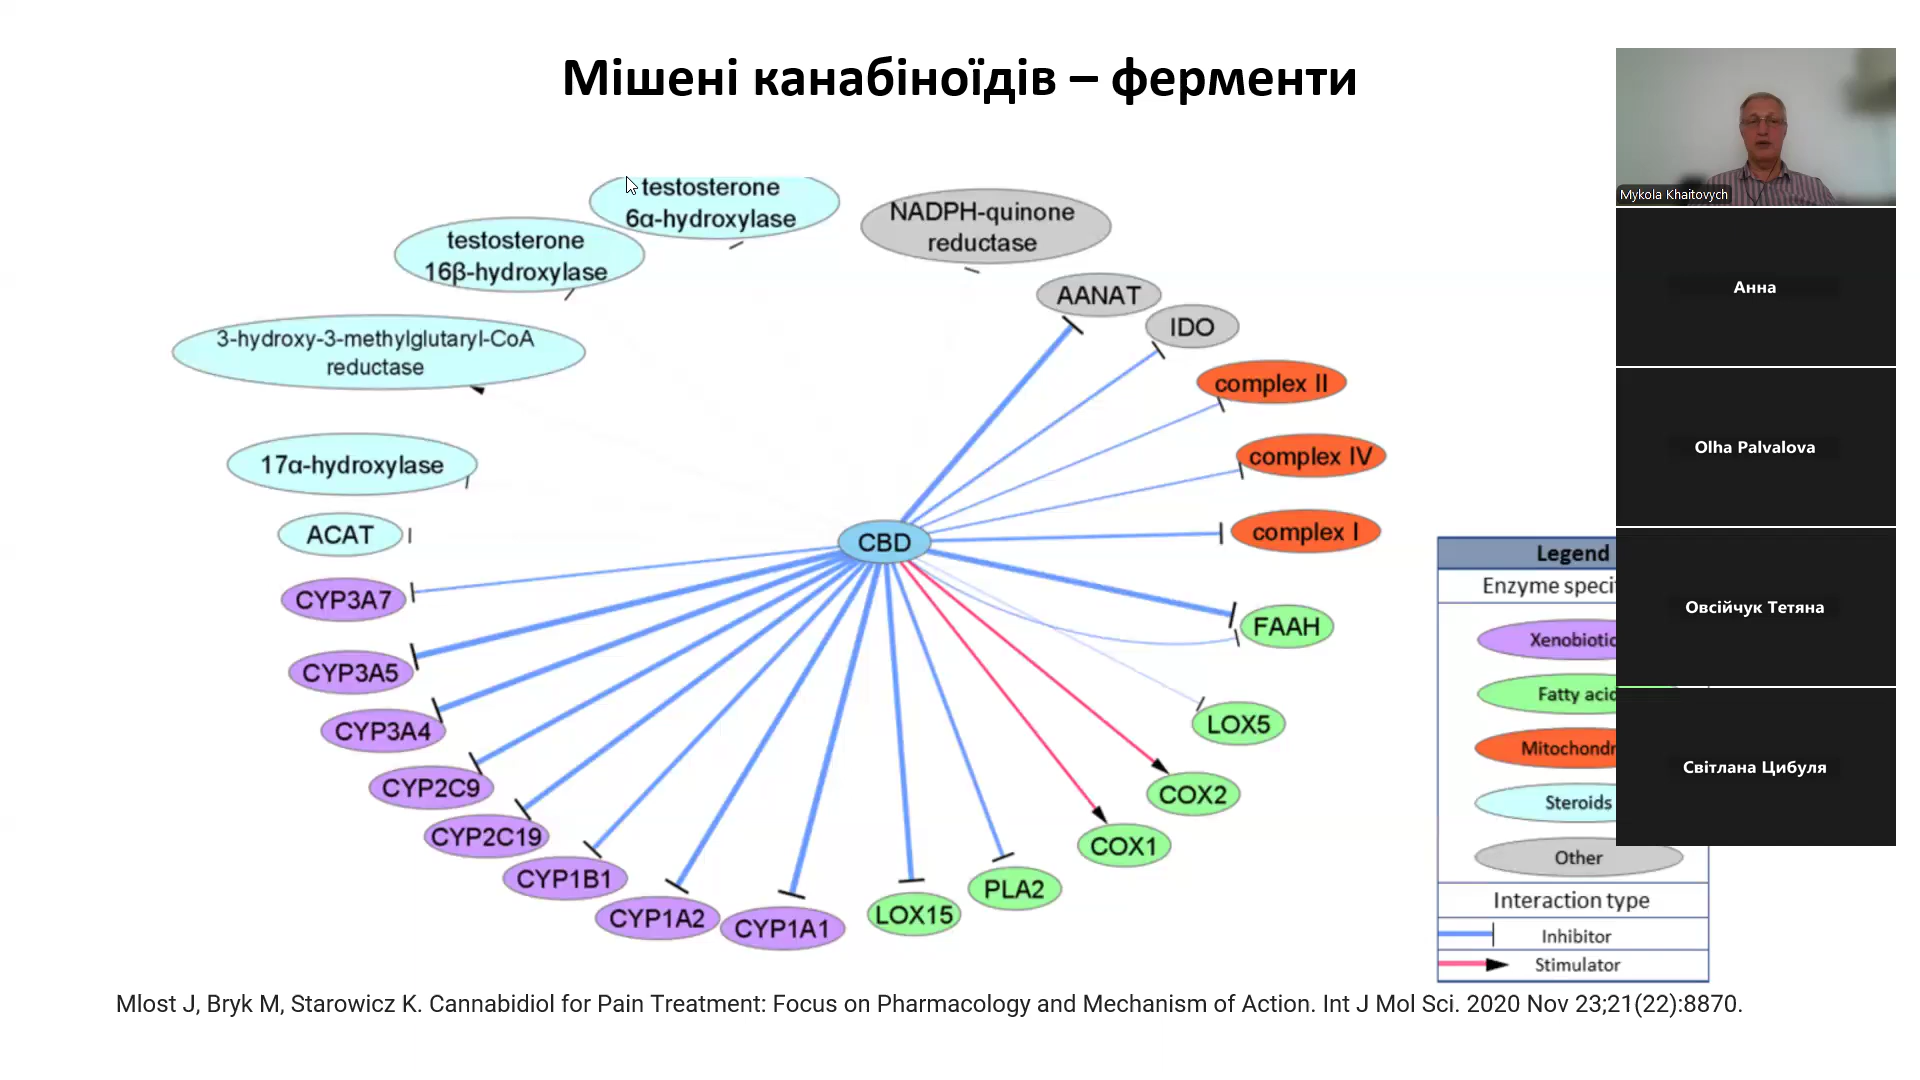 Мішені канабіноїдів – ферменти
testosterone
6α-hydroxylase
NADPH-quinone
reductase
testosterone
16β-hydroxylase
AANAT
IDO
3-hydroxy-3-methylglutaryl-CoA
reductase
complex II
17α-hydroxylase
complex IV
ACAT
CBD
complex I
CYP3A7
FAAH
CYP3A5
LOX5
CYP3A4
CYP2C9
COX2
CYP2C19
COX1
CYP1B1
PLA2
CYP1A2
CYP1A1
LOX15
Legend
Enzyme
Fatty
Steroids
Other
Interaction type
Inhibitor
Stimulator
Mlost J, Bryk M, Starowicz K. Cannabidiol for Pain Treatment: Focus on Pharmacology and Mechanism of Action. Int J Mol Sci. 2020 Nov 23;21(22):8870.
Mykola Khaitovych
Анна
Olha Palvalova
Овсійчук Тетяна
Світлана Цибуля